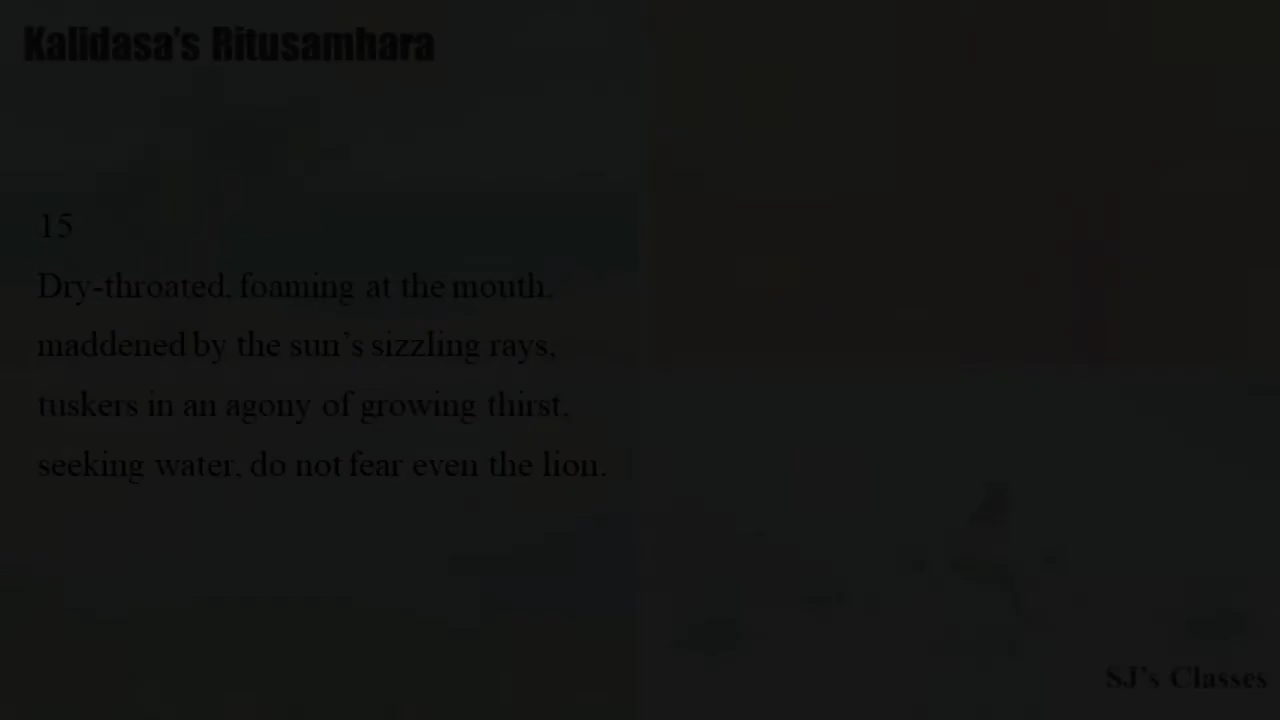 Kalidasa's Ritusamhara
15
Dry-throated, foaming at the mouth,
maddened by the sun's sizzling rays,
tuskers in an agony of growing thirst,
seeking water, do not fear even the lion.
SJ's Classes